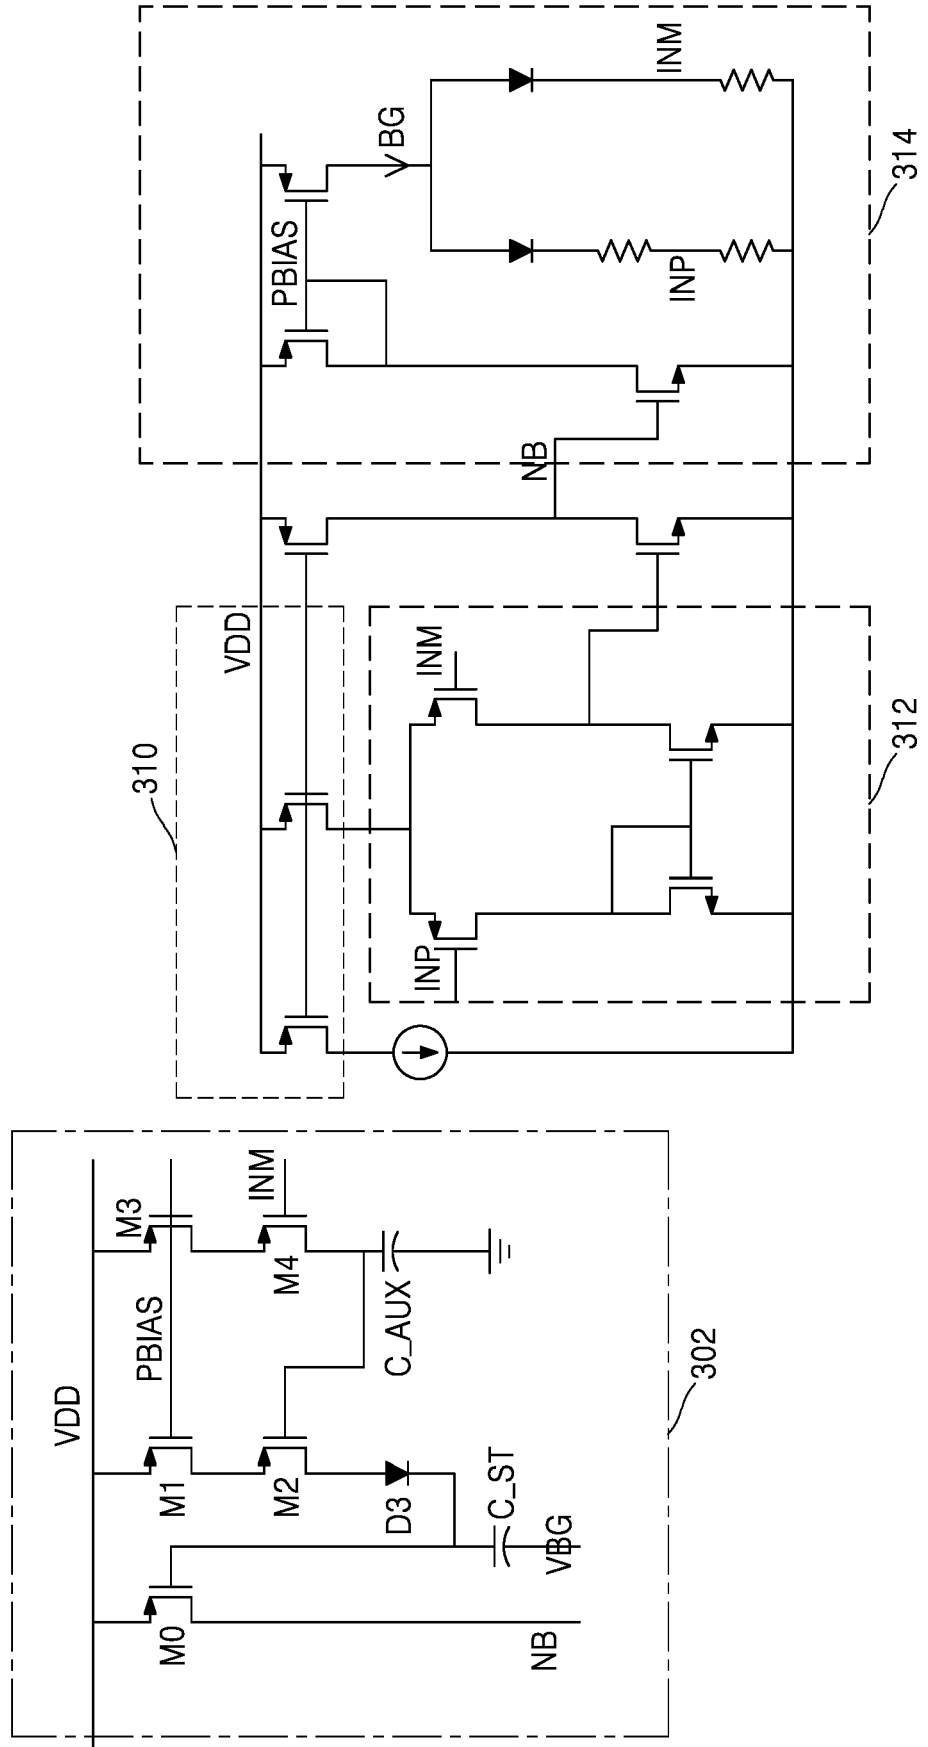 VDD
M3
PBIAS
INM
M1
M4
M2
C_AUX
M0
D3
C_ST
VBG
NB
302
310
VDD
PBIAS
BG
INM
INP
NB
INM
INP
312
314